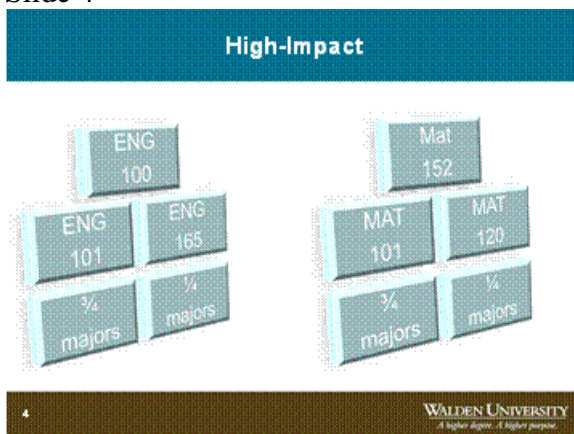 Slide 4
High-Impact
ENG
100
ENG
101
ENG
165
¾
majors
¼
majors
Mat
152
MAT
101
MAT
120
¾
majors
¼
majors
4
WALDEN UNIVERSITY
A higher degree. A higher purpose.